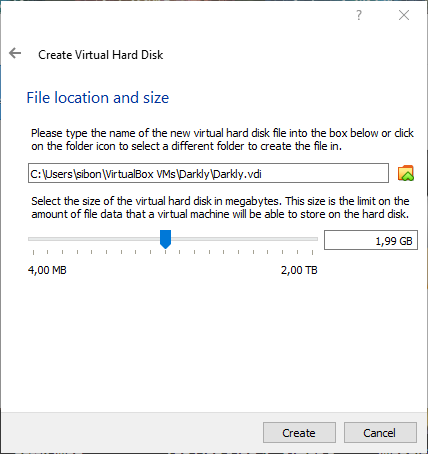 ?
Create Virtual Hard Disk
File location and size
Please type the name of the new virtual hard disk file into the box below or click
on the folder icon to select a different folder to create the file in.
C:\Users\sibon\VirtualBox VMs\Darkly\Darkly.vdi
Select the size of the virtual hard disk in megabytes. This size is the limit on the
amount of file data that a virtual machine will be able to store on the hard disk.
1,99 GB
4,00 MB 2,00 TB
Create Cancel